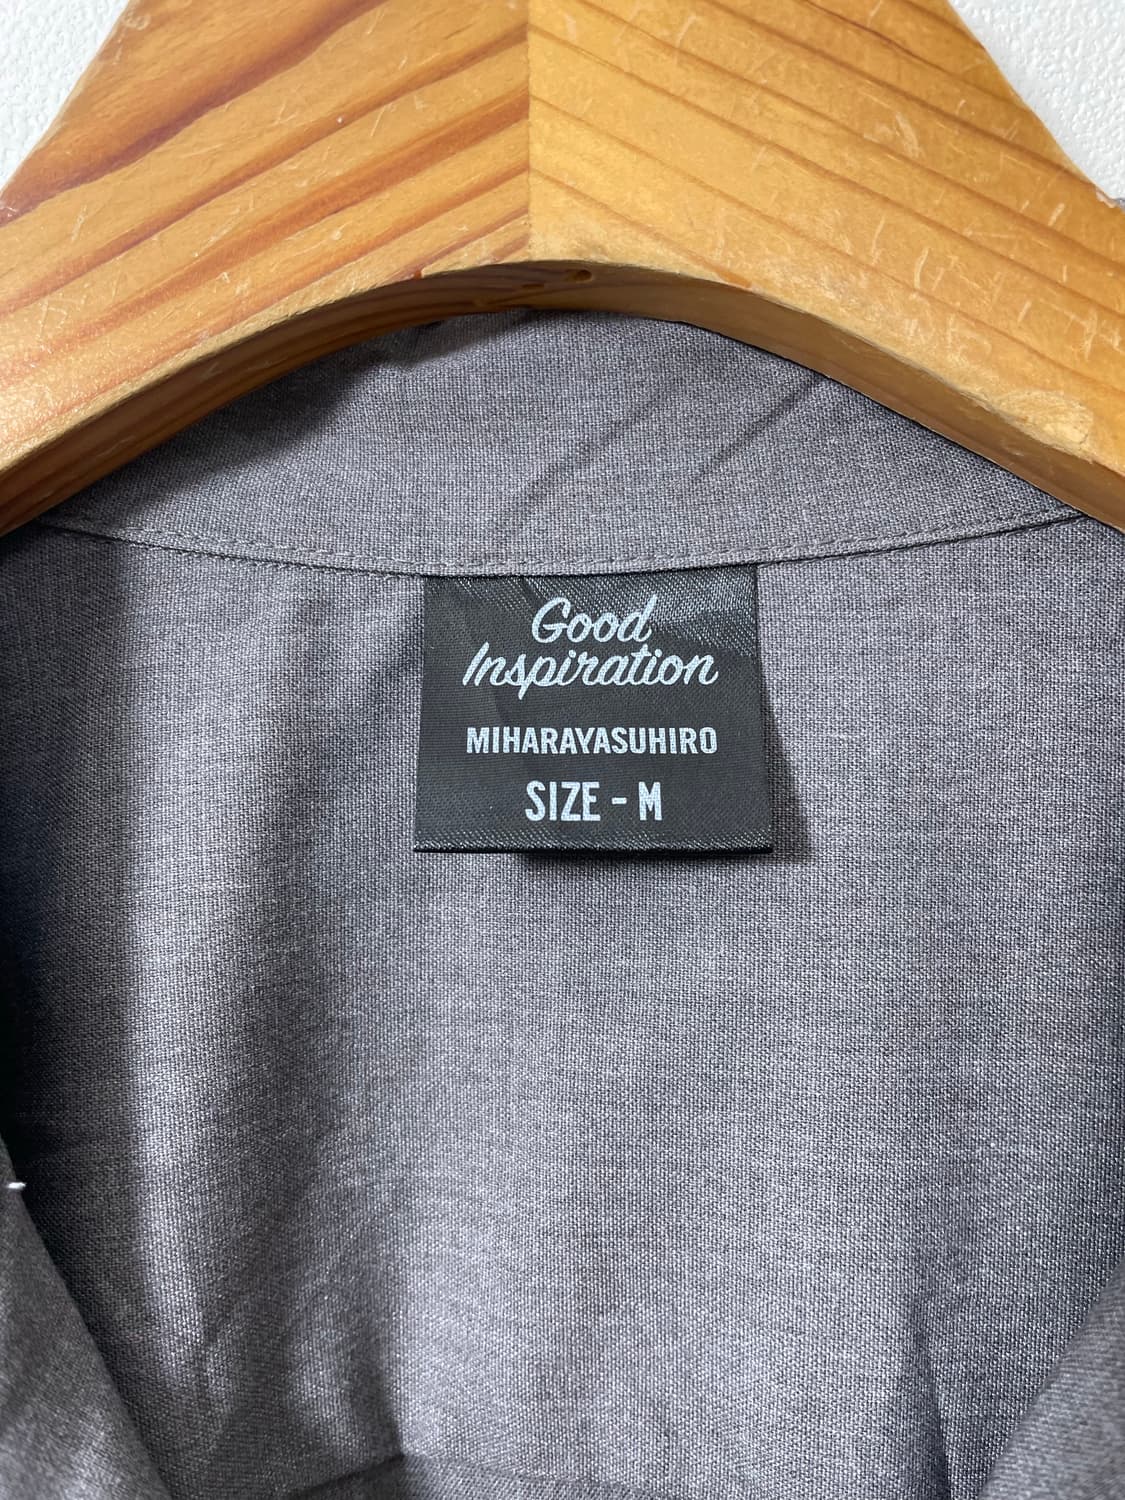 Good
Inspiration
MIHARAYASUHIRO
SIZE - M